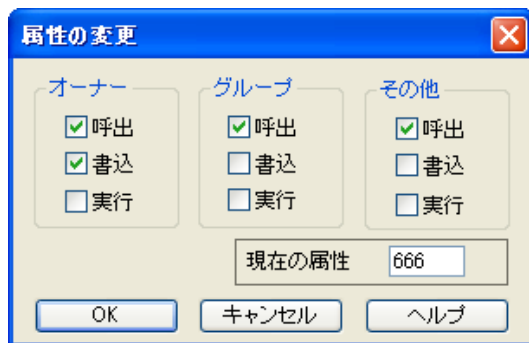 属性の変更
オーナー グループ その他
呼出 呼出 呼出
書込 書込 書込
実行 実行 実行
現在の属性 666
OK キャンセル ヘルプ